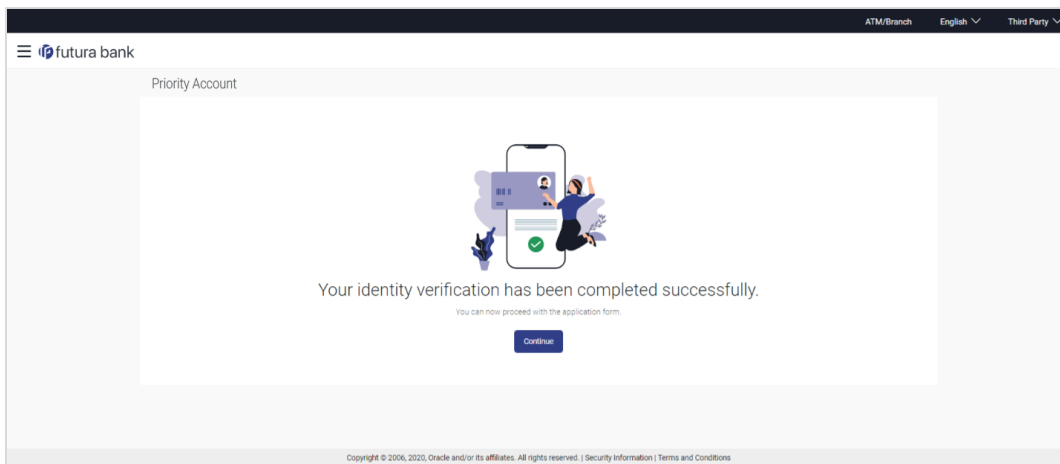 ATM/Branch English Third Party
futura bank
Priority Account
Your identity verification has been completed successfully.
You can now proceed with the application form.
Continue
Copyright © 2006, 2020, Oracle and/or its affiliates. All rights reserved. | Security Information | Terms and Conditions